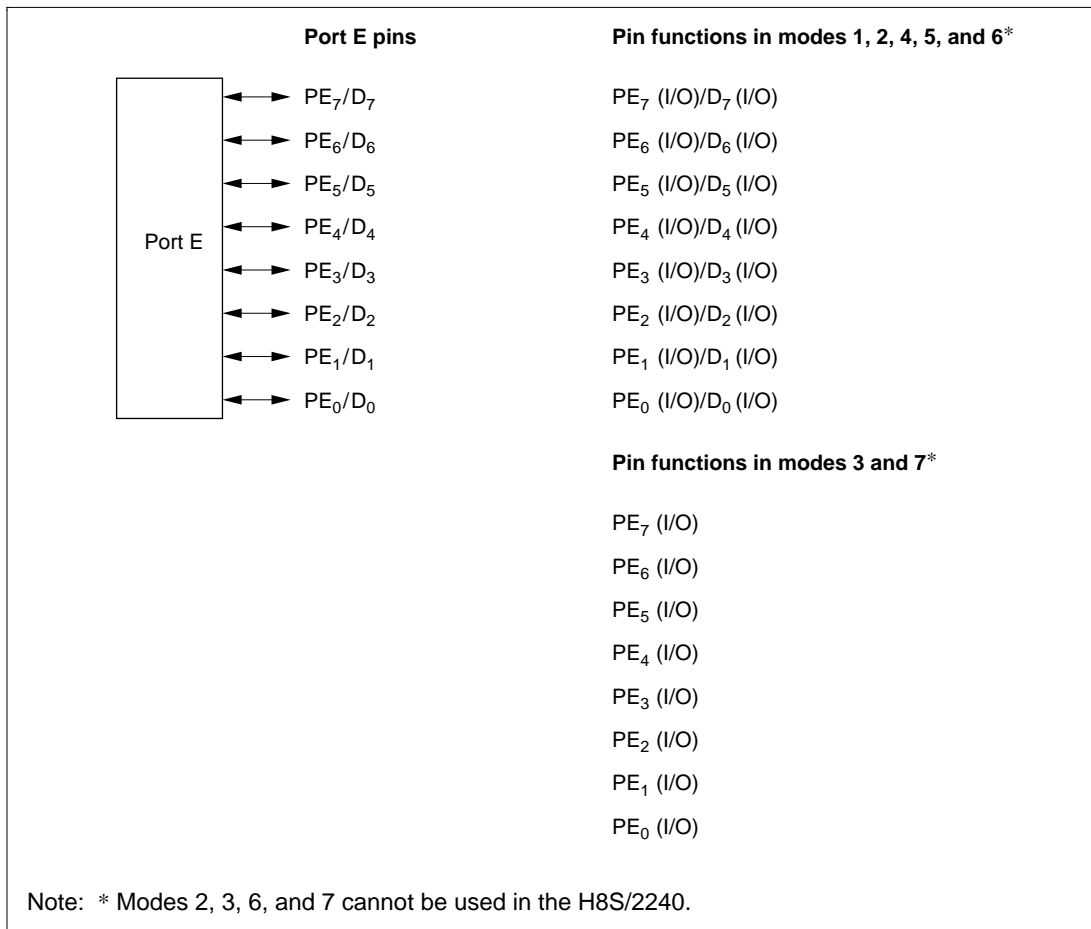 Port E pins Pin functions in modes 1, 2, 4, 5, and 6*
PE7/D7 PE7 (I/O)/D7 (I/O)
PE6/D6 PE6 (I/O)/D6 (I/O)
PE5/D5 PE5 (I/O)/D5 (I/O)
PE4/D4 PE4 (I/O)/D4 (I/O)
Port E
PE3/D3 PE3 (I/O)/D3 (I/O)
PE2/D2 PE2 (I/O)/D2 (I/O)
PE1/D1 PE1 (I/O)/D1 (I/O)
PE0/D0 PE0 (I/O)/D0 (I/O)
Pin functions in modes 3 and 7*
PE7 (I/O)
PE6 (I/O)
PE5 (I/O)
PE4 (I/O)
PE3 (I/O)
PE2 (I/O)
PE1 (I/O)
PE0 (I/O)
Note: * Modes 2, 3, 6, and 7 cannot be used in the H8S/2240.